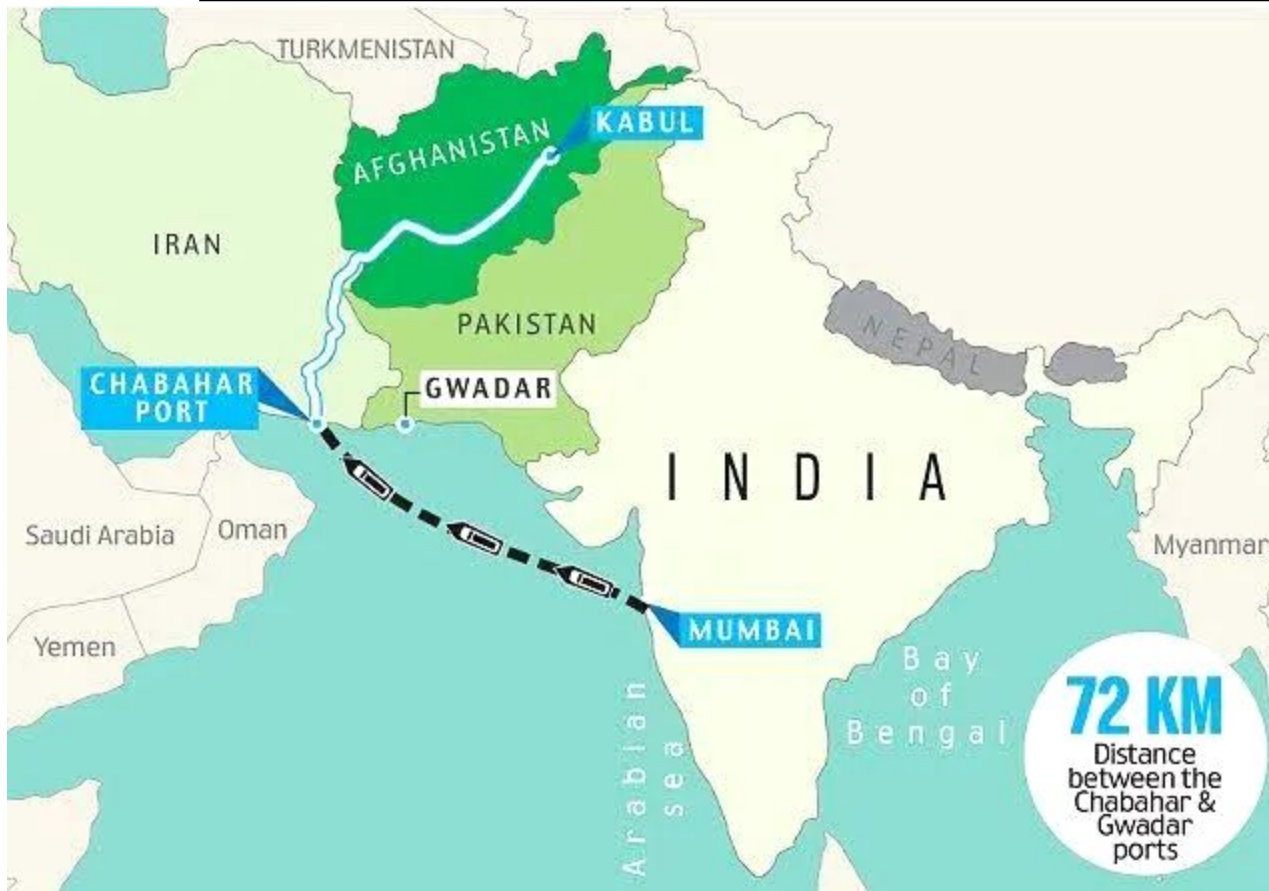 TURKMENISTAN
KABUL
AFGHANISTAN
IRAN
PAKISTAN
NEPAL
CHABAHAR
PORT
GWADAR
INDIA
Saudi Arabia
Oman
Myanmar
Yemen
MUMBAI
Arabian
sea
Bay
of
Bengal
72 KM
Distance
between the
Chabahar &
Gwadar
ports